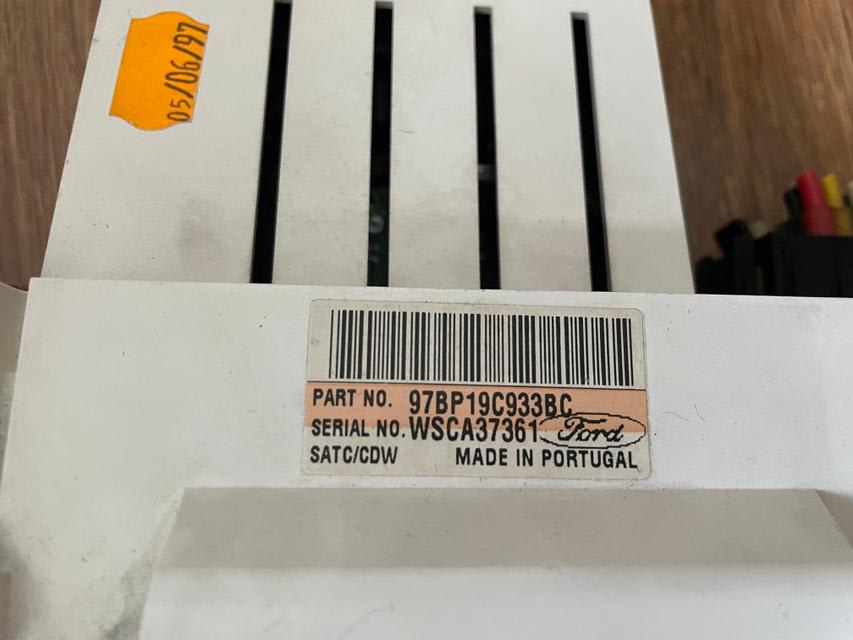 05/06/97
PART NO. 97BP19C933BC
SERIAL NO. WSCA37361 Ford
SATC/CDW MADE IN PORTUGAL